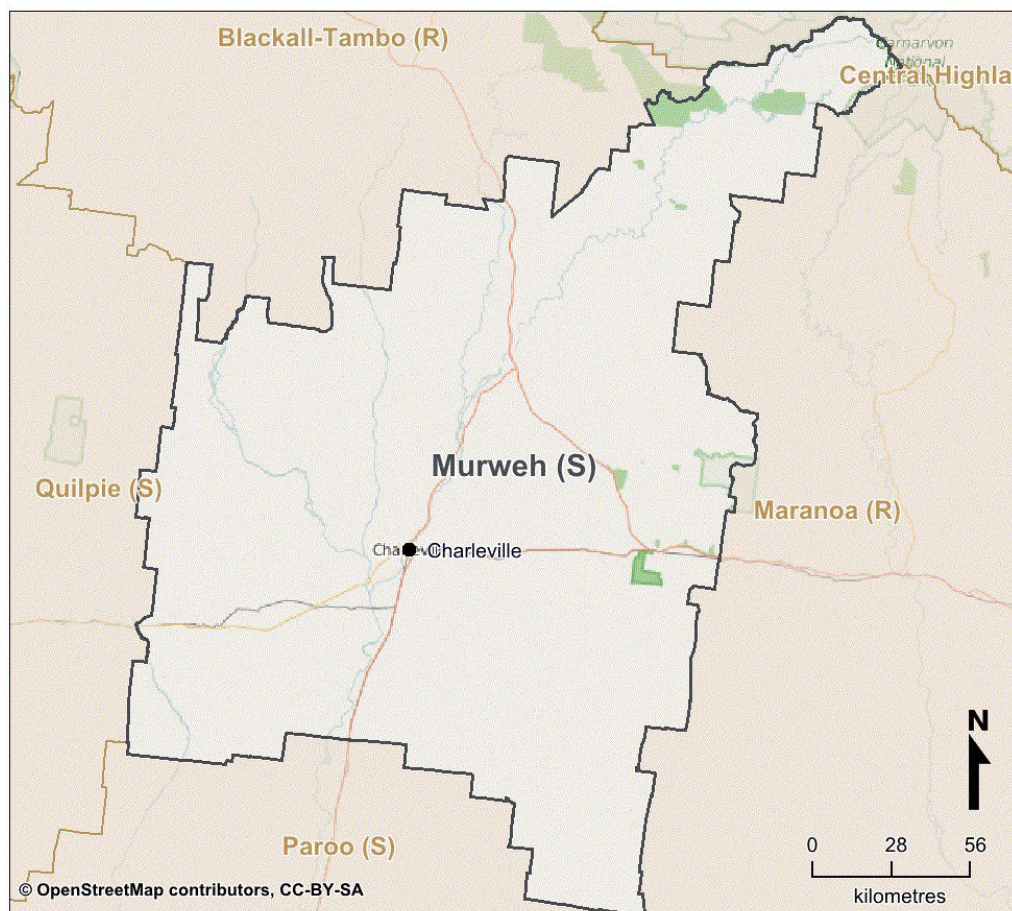 Blackall-Tambo (R)
Carnarvon
National
Central Highla
Murweh (S)
Quilpie (S)
Maranoa (R)
Charleville
Paroo (S)
N
0 28 56
kilometres
© OpenStreetMap contributors, CC-BY-SA